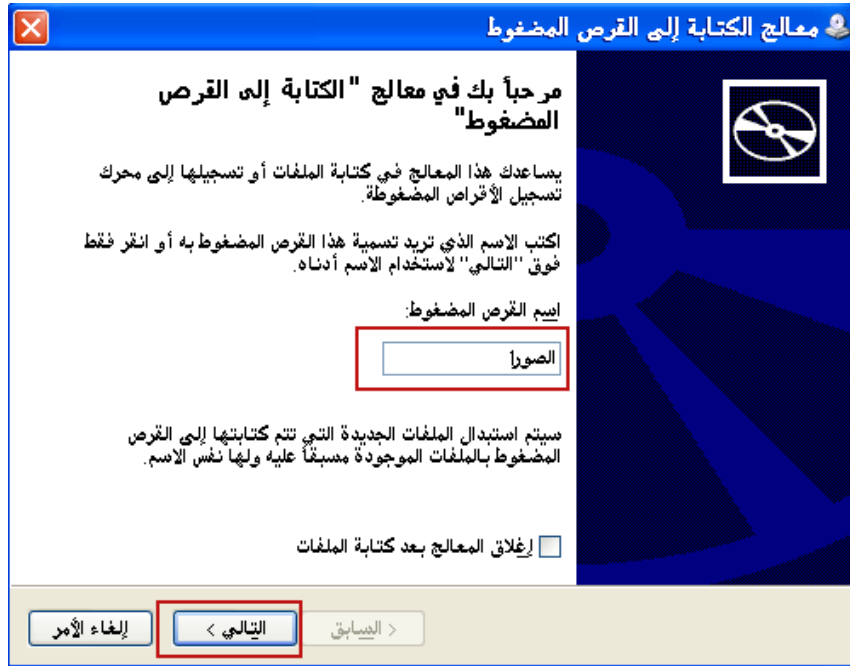 معالج الكتابة إلى القرص المضغوط
مرحباً بك في معالج "الكتابة إلى القرص
المضغوط"
يساعدك هذا المعالج في كتابة الملفات أو تسجيلها إلى محرك
تسجيل الأقراص المضغوطة.
اكتب الاسم الذي تريد تسمية هذا القرص المضغوط به أو انقر فقط
فوق "التالي" لاستخدام الاسم أدناه.
اسم القرص المضغوط:
الصور
سيتم استبدال الملفات الجديدة التي تتم كتابتها إلى القرص
المضغوط بالملفات الموجودة مسبقاً عليه ولها نفس الاسم.
إغلاق المعالج بعد كتابة الملفات
< السابق
التالي >
إلغاء الأمر